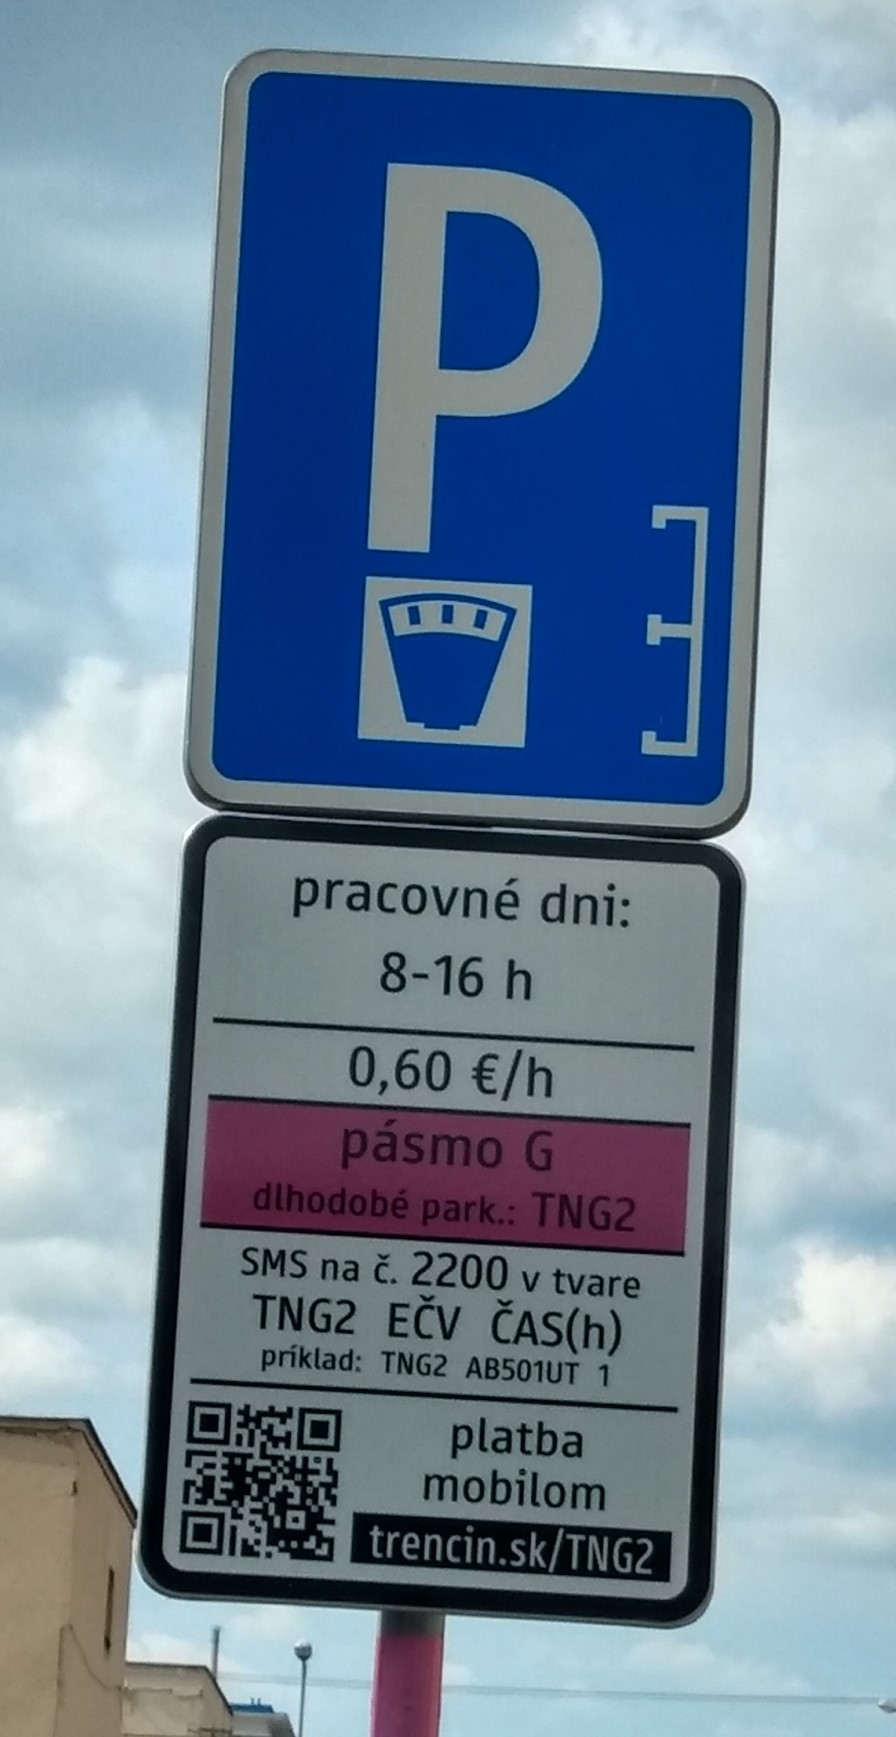 P
pracovné dni:
8-16 h
0,60 €/h
pásmo G
dlhodobé park.: TNG2
SMS na č. 2200 v tvare
TNG2 EČV ČAS(h)
príklad: TNG2 AB501UT 1
platba
mobilom
trencin.sk/TNG2